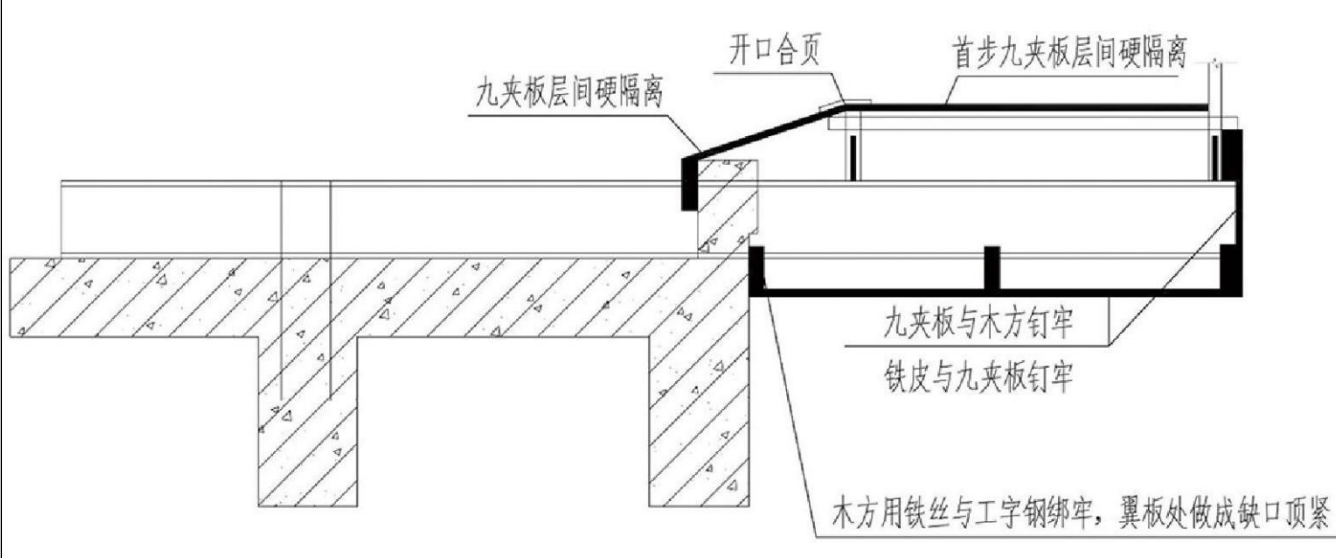 开口合页
首步九夹板层间硬隔离
九夹板层间硬隔离
九夹板与木方钉牢
铁皮与九夹板钉牢
木方用铁丝与工字钢绑牢，翼板处做成缺口顶紧